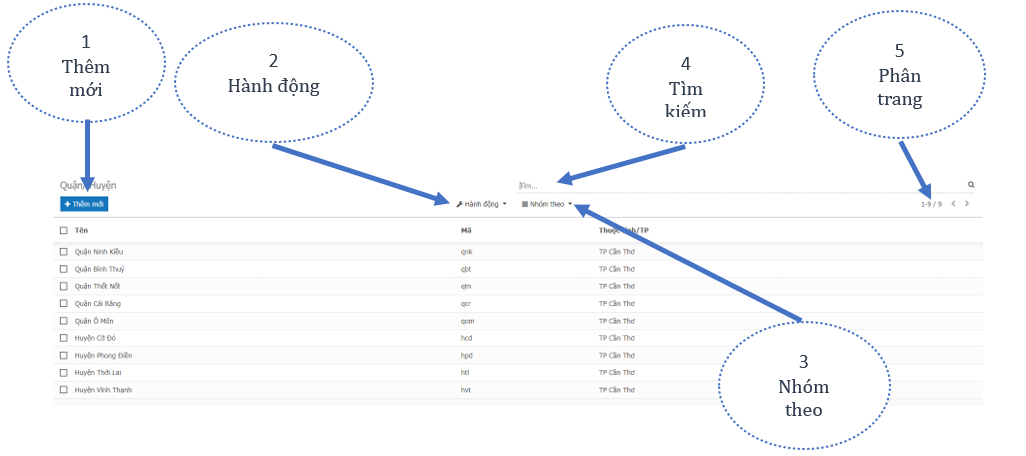 1
Thêm
mới
2
Hành động
4
Tìm
kiếm
5
Phân
trang
Quận/Huyện
Tìm...
Thêm mới
Hành động
Nhóm theo
1-9 / 9
Tên Mã Thuộc tỉnh/TP
Quận Ninh Kiều qnk TP Cần Thơ
Quận Bình Thuỷ qbt TP Cần Thơ
Quận Thốt Nốt qtn TP Cần Thơ
Quận Cái Răng qcr TP Cần Thơ
Quận Ô Môn qom TP Cần Thơ
Huyện Cờ Đỏ hcd TP Cần Thơ
Huyện Phong Điền hpd TP Cần Thơ
Huyện Thới Lai htl TP Cần Thơ
Huyện Vĩnh Thạnh hvt TP Cần Thơ
3
Nhóm
theo